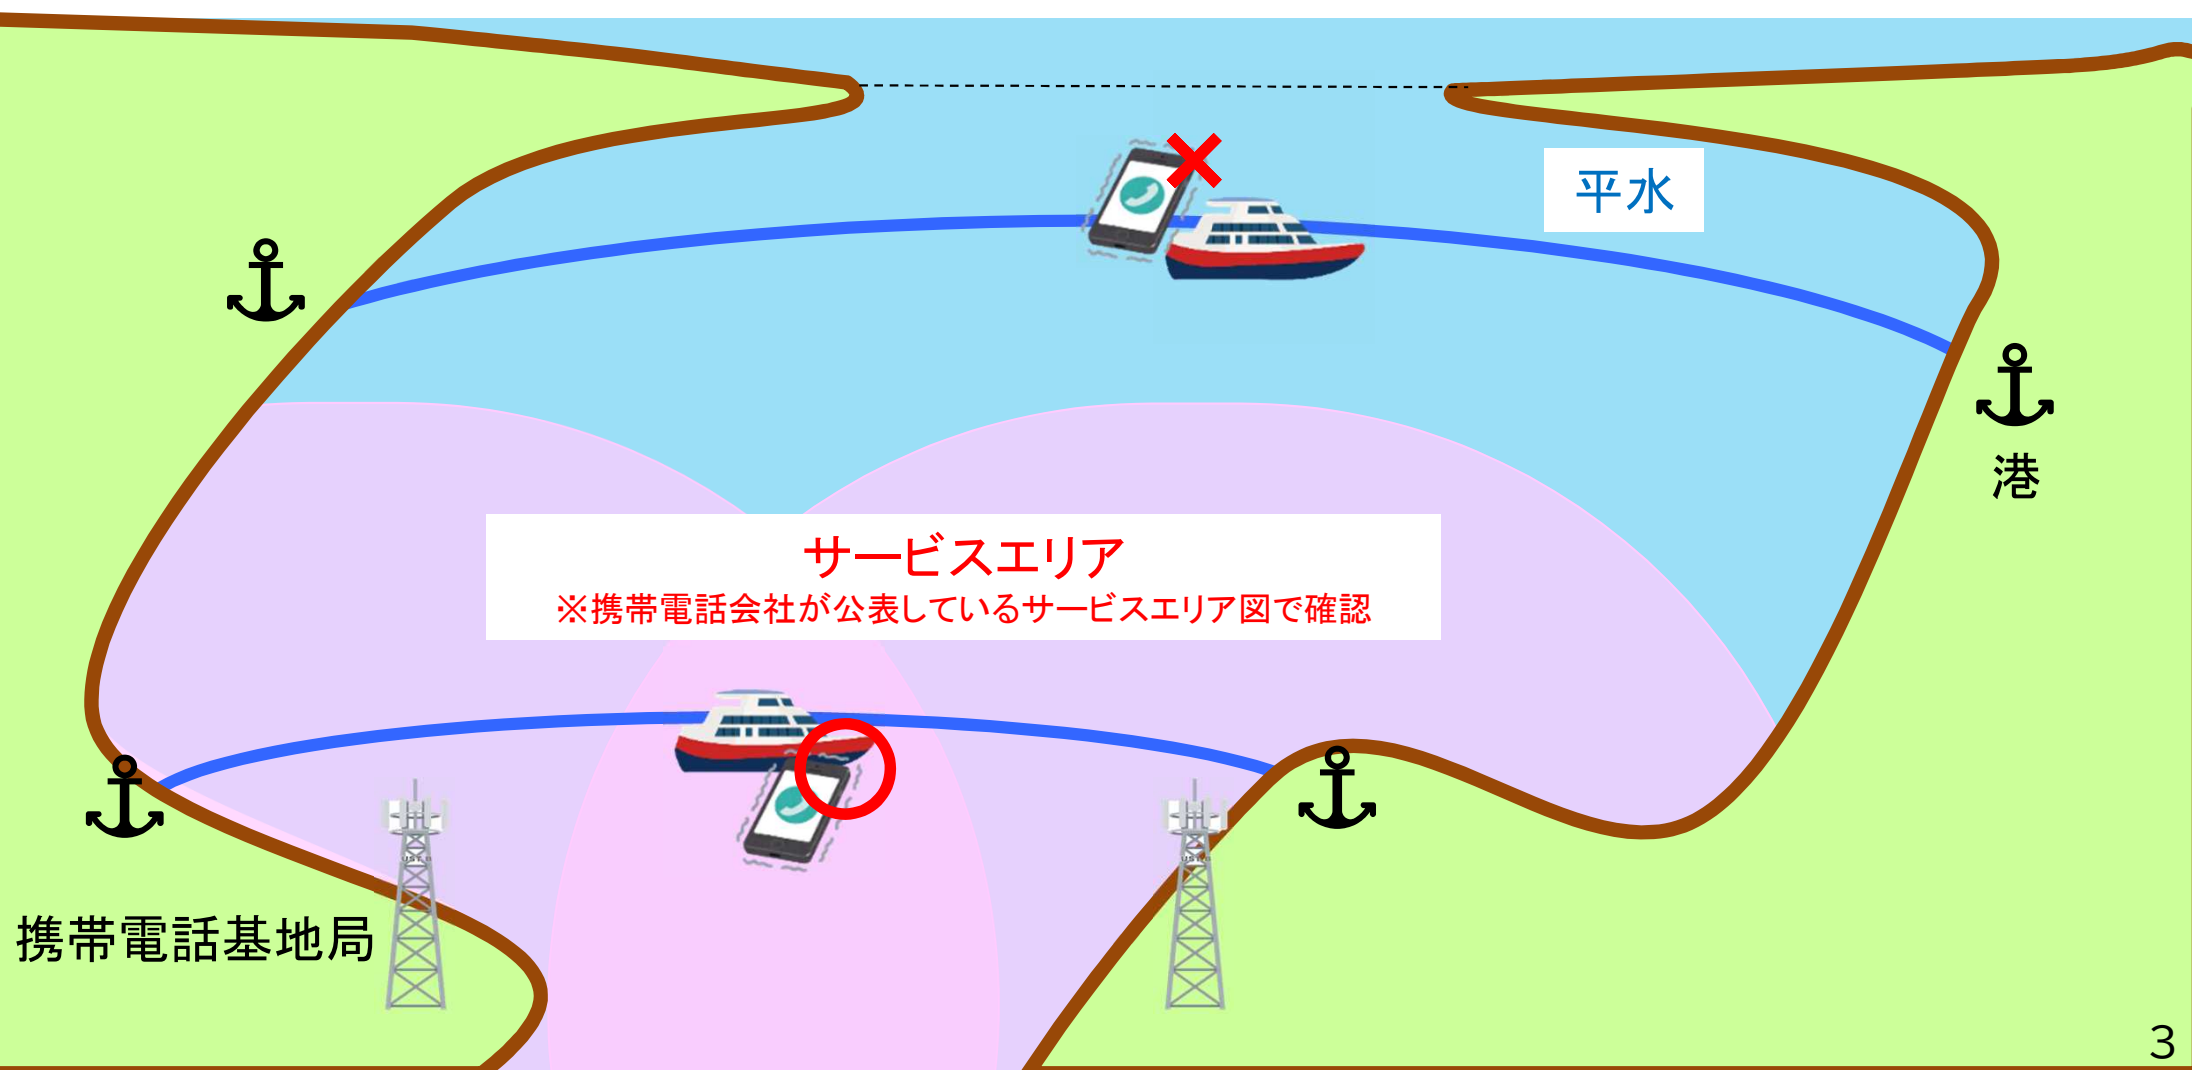 平水
港
サービスエリア
※携帯電話会社が公表しているサービスエリア図で確認
携帯電話基地局
3